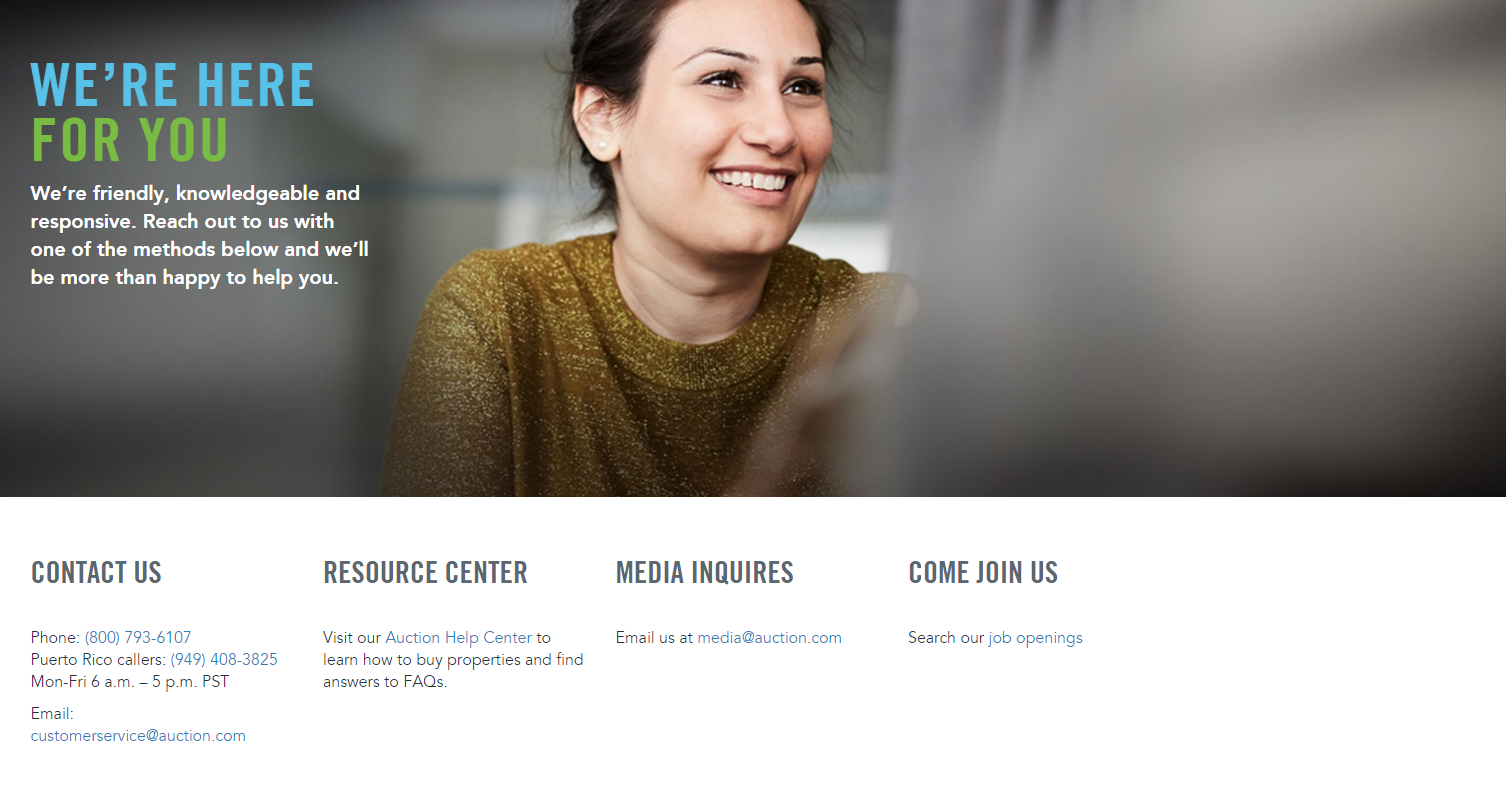 WE’RE HERE
FOR YOU
We’re friendly, knowledgeable and
responsive. Reach out to us with
one of the methods below and we’ll
be more than happy to help you.
CONTACT US
Phone: (800) 793-6107
Puerto Rico callers: (949) 408-3825
Mon-Fri 6 a.m. – 5 p.m. PST
Email:
customerservice@auction.com
RESOURCE CENTER
Visit our Auction Help Center to
learn how to buy properties and find
answers to FAQs.
MEDIA INQUIRES
Email us at media@auction.com
COME JOIN US
Search our job openings